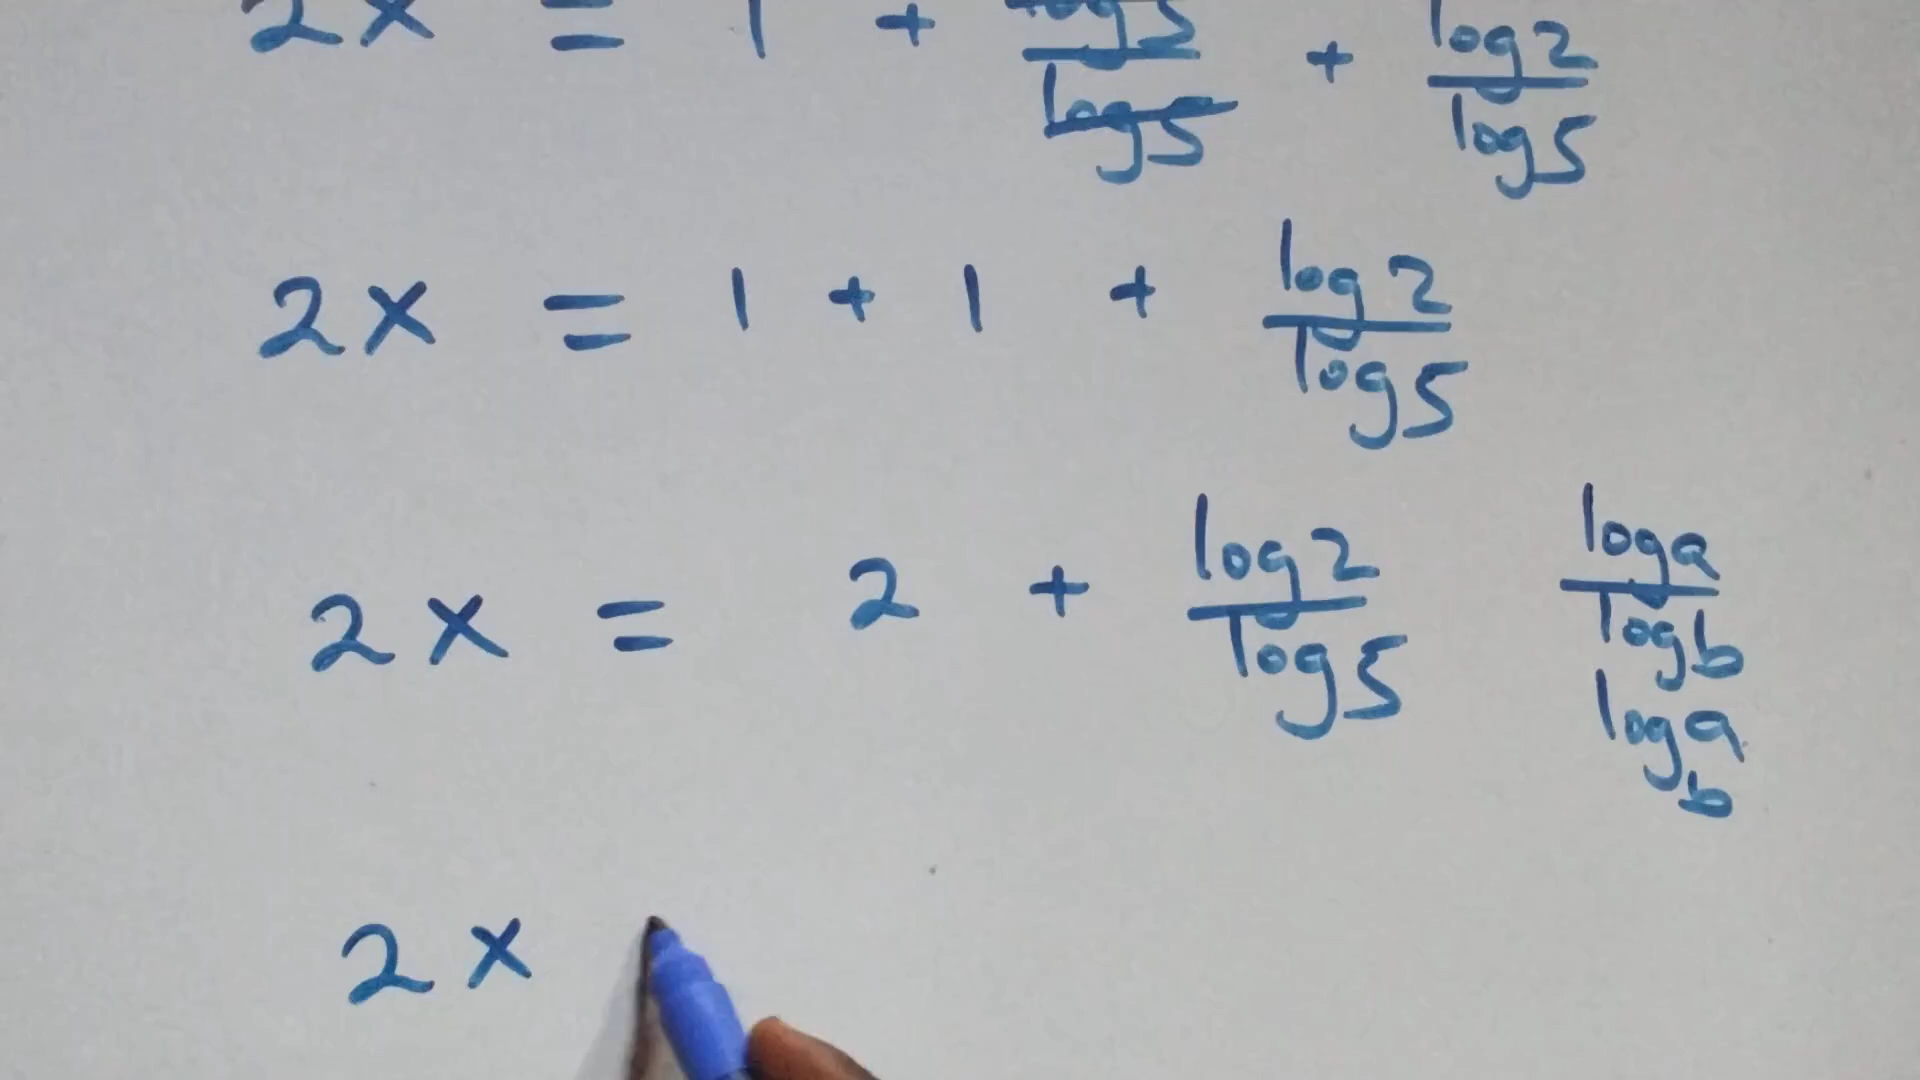 2x = 1 + log5/log5 + log2/log5
2x = 1 + 1 + log2/log5
2x = 2 + log2/log5
loga/logb
log_b a
2x